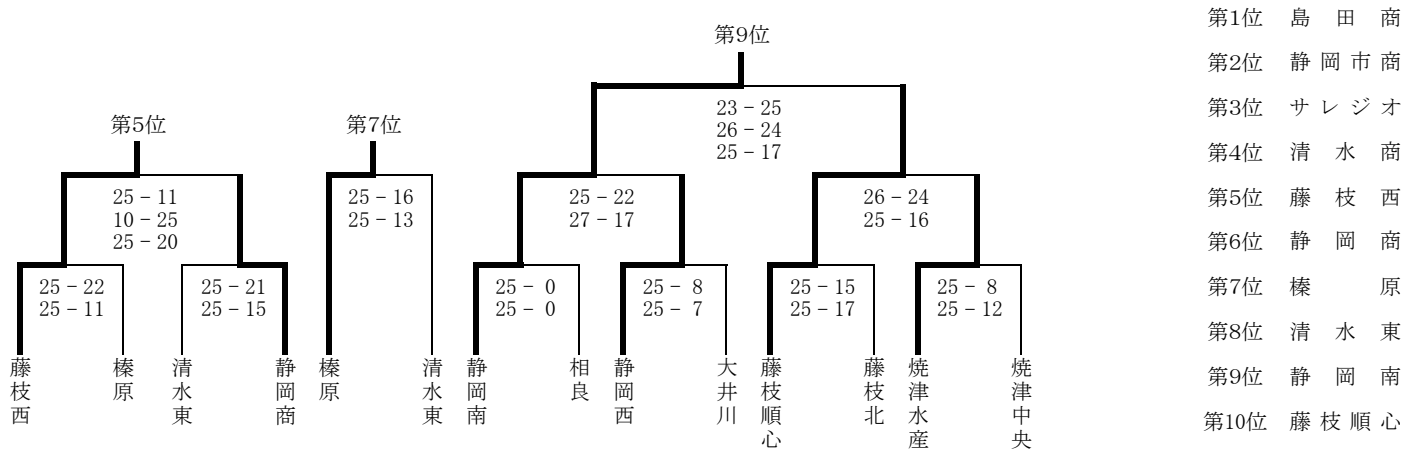 第9位
23－25
26－24
25－17
第5位
第7位
25－11
10－25
25－20
25－16
25－13
25－22
27－17
26－24
25－16
25－22
25－11
25－21
25－15
25－ 0
25－ 0
25－ 8
25－ 7
25－15
25－17
25－ 8
25－12
藤枝西
榛原
清水東
静岡商
榛原
清水東
静岡南
相良
静岡西
大井川
藤枝順心
藤枝北
焼津水産
焼津中央
第1位 島田商
第2位 静岡市商
第3位 サレジオ
第4位 清水商
第5位 藤枝西
第6位 静岡商
第7位 榛原
第8位 清水東
第9位 静岡南
第10位 藤枝順心